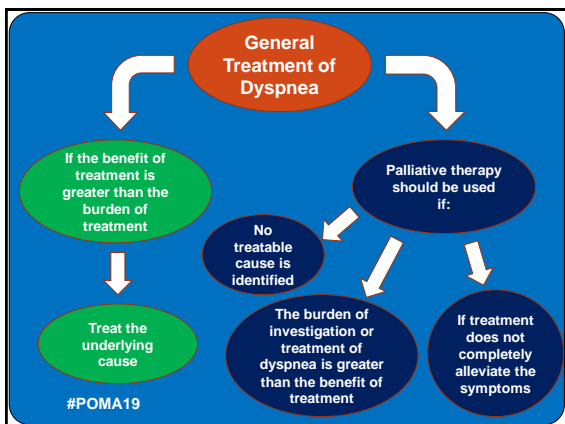 General
Treatment of
Dyspnea
If the benefit of
treatment is
greater than the
burden of
treatment
Palliative therapy
should be used
if:
No
treatable
cause is
identified
Treat the
underlying
cause
The burden of
investigation or
treatment of
dyspnea is greater
than the benefit of
treatment
If treatment
does not
completely
alleviate the
symptoms
#POMA19